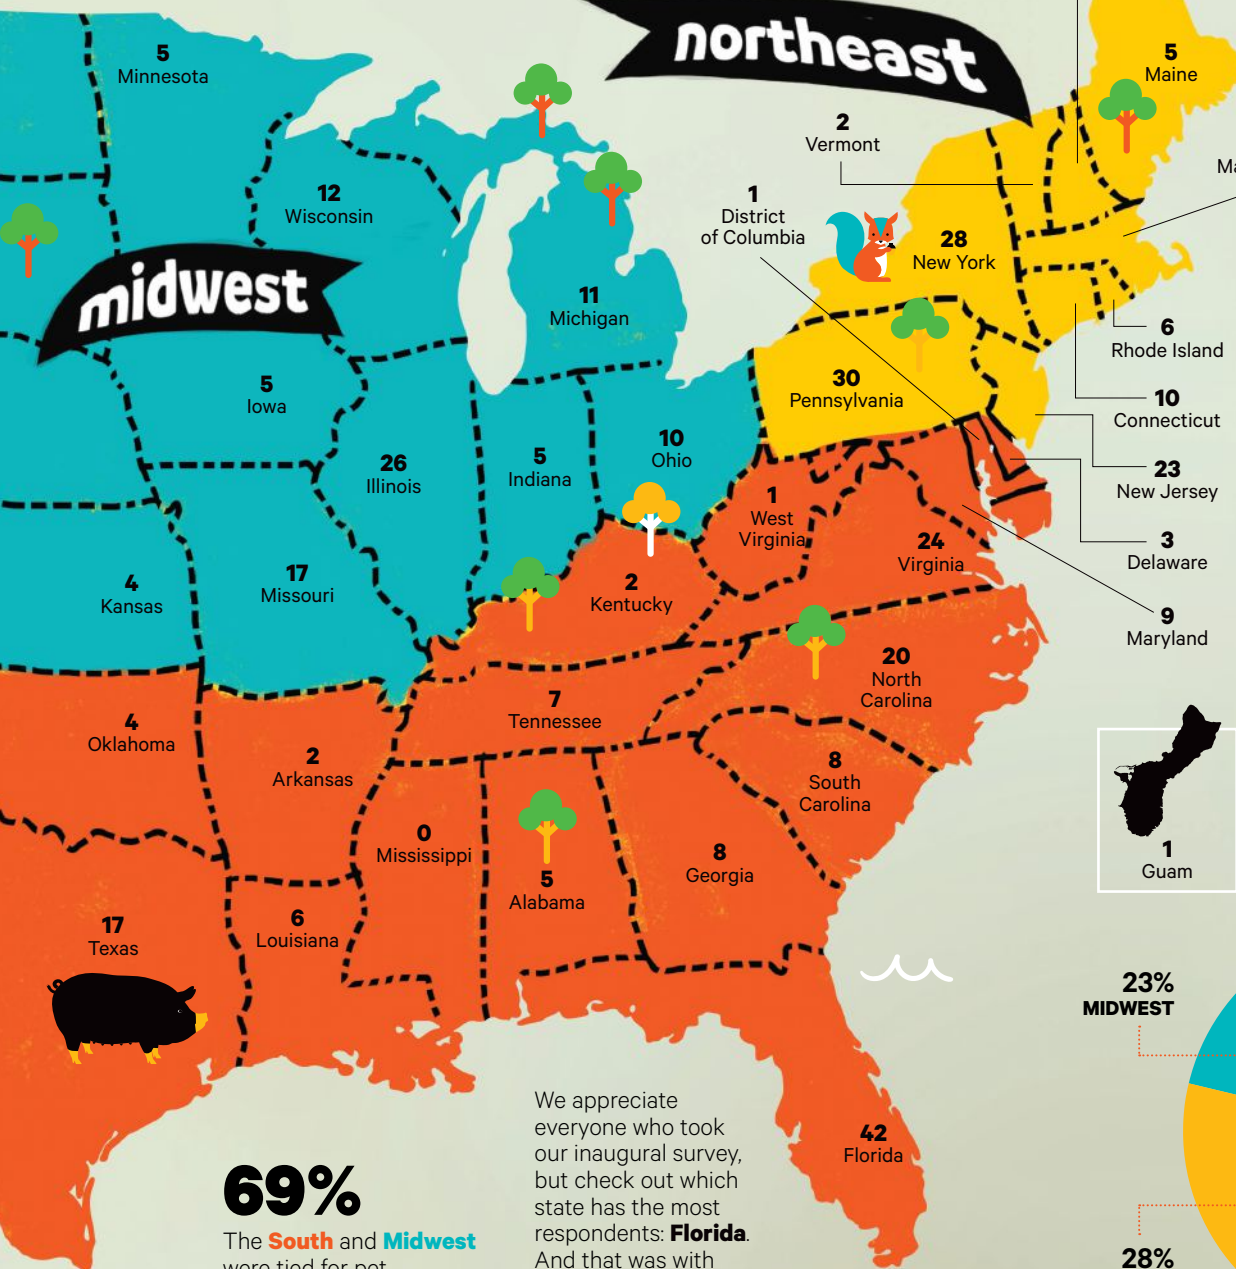 northeast
5
Minnesota
5
Maine
2
Vermont
Ma
12
Wisconsin
1
District
of Columbia
28
New York
midwest
11
Michigan
6
Rhode Island
5
Iowa
30
Pennsylvania
10
Connecticut
26
Illinois
5
Indiana
10
Ohio
23
New Jersey
1
West
Virginia
24
Virginia
3
Delaware
4
Kansas
17
Missouri
2
Kentucky
9
Maryland
20
North
Carolina
4
Oklahoma
7
Tennessee
2
Arkansas
8
South
Carolina
0
Mississippi
8
Georgia
1
Guam
5
Alabama
17
Texas
6
Louisiana
23%
MIDWEST
42
Florida
69%
The South and Midwest
were tied for pet
We appreciate
everyone who took
our inaugural survey,
but check out which
state has the most
respondents: Florida.
And that was with
28%